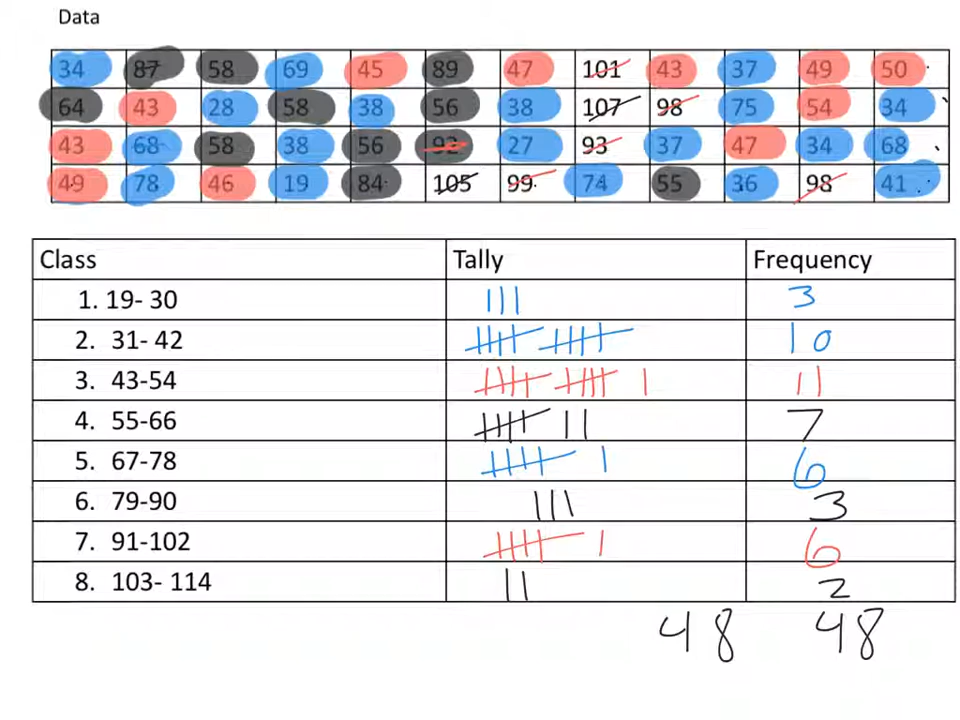 Data
34 87 58 69 45 89 47 101 43 37 49 50
64 43 28 58 38 56 38 107 98 75 54 34
43 68 58 38 56 92 27 93 37 47 34 68
49 78 46 19 84 105 99 74 55 36 98 41
Class Tally Frequency
1. 19- 30 3
2. 31- 42 10
3. 43-54 11
4. 55-66 7
5. 67-78 6
6. 79-90 3
7. 91-102 6
8. 103- 114 2
48 48